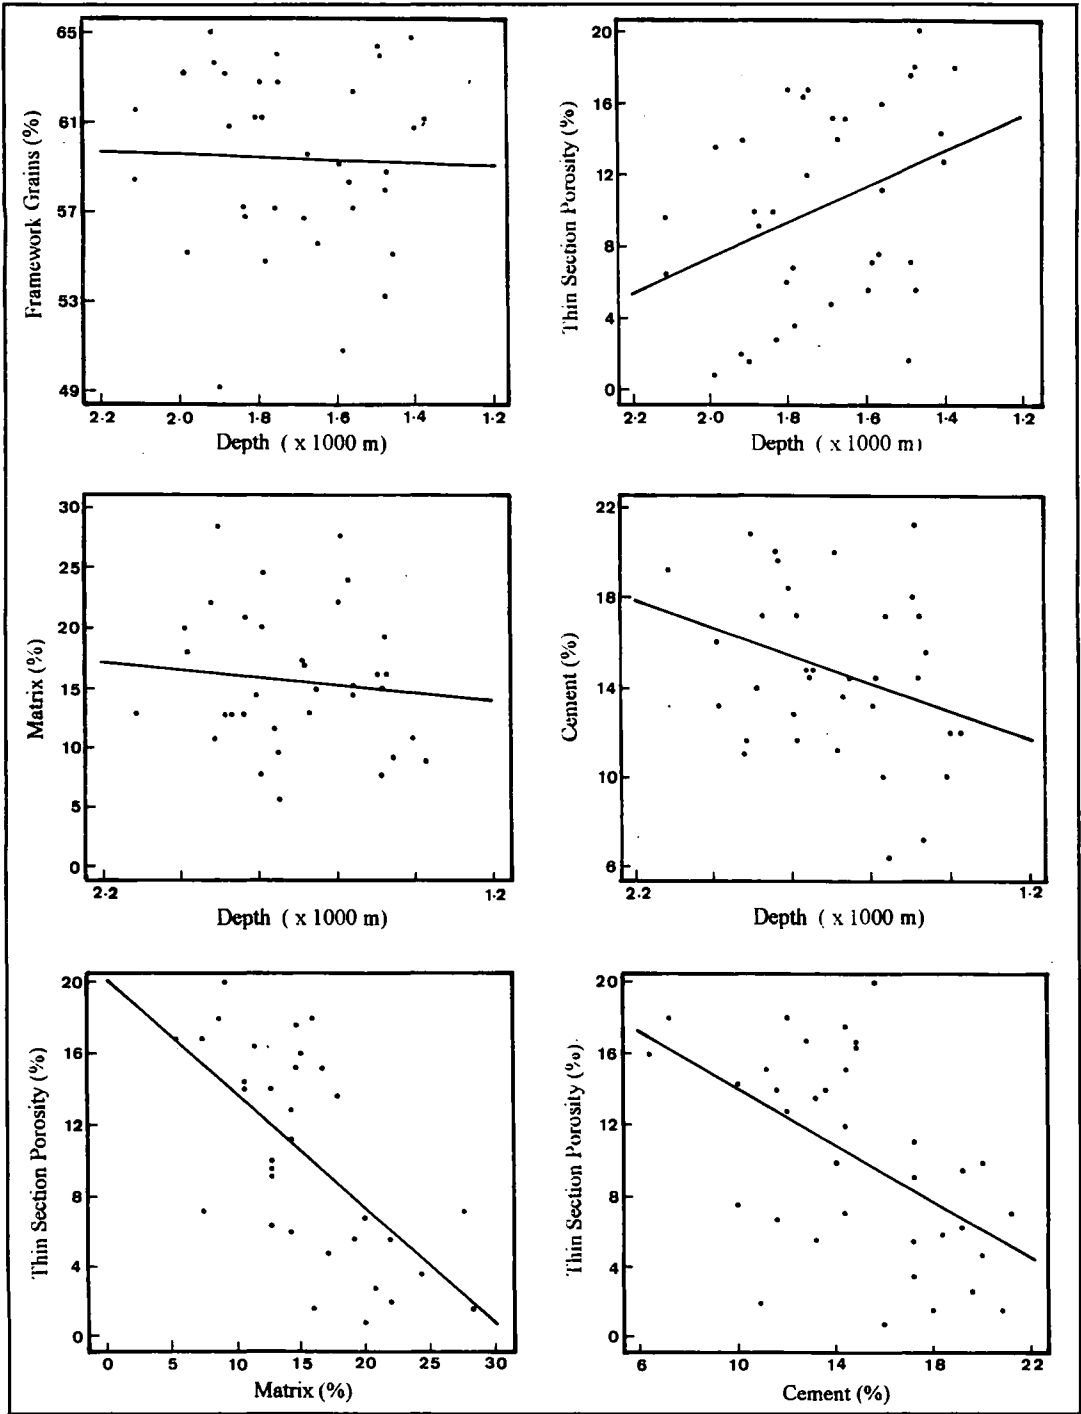 65
61
57
53
49
Framework Grains (%)
2·2 2·0 1·8 1·6 1·4 1·2
Depth ( x 1000 m)
20
16
12
8
4
0
Thin Section Porosity (%)
2·2 2·0 1·8 1·6 1·4 1·2
Depth ( x 1000 m)
30
25
20
15
10
5
0
Matrix (%)
2·2 1·2
Depth ( x 1000 m)
22
18
14
10
6
Cement (%)
2·2 1·2
Depth ( x 1000 m)
20
16
12
8
4
0
Thin Section Porosity (%)
0 5 10 15 20 25 30
Matrix (%)
20
16
12
8
4
0
Thin Section Porosity (%)
6 10 14 18 22
Cement (%)